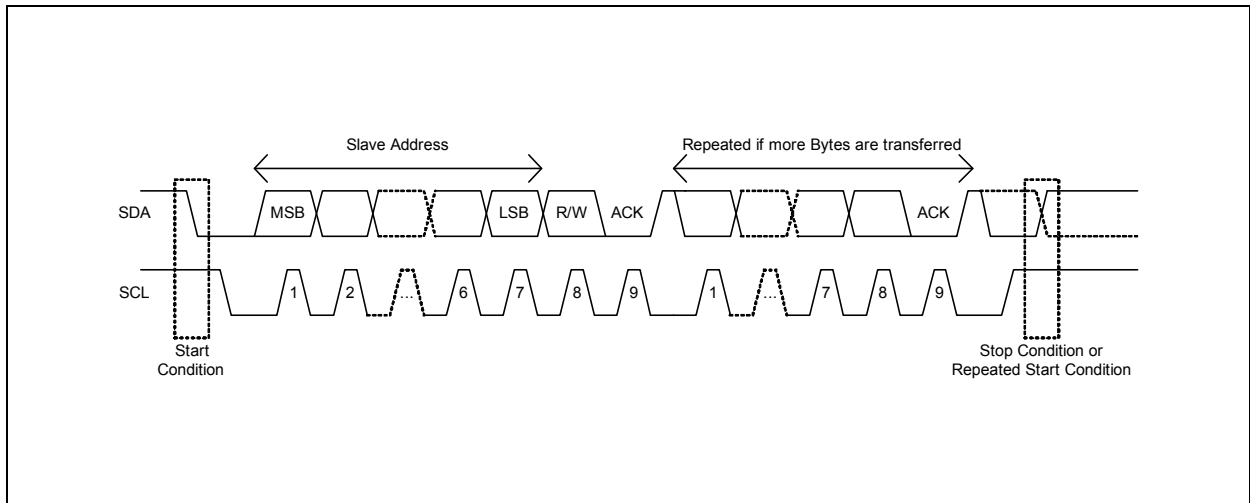 Slave Address
Repeated if more Bytes are transferred
SDA
MSB
LSB
R/W
ACK
ACK
SCL
1
2
...
6
7
8
9
1
...
7
8
9
Start
Condition
Stop Condition or
Repeated Start Condition